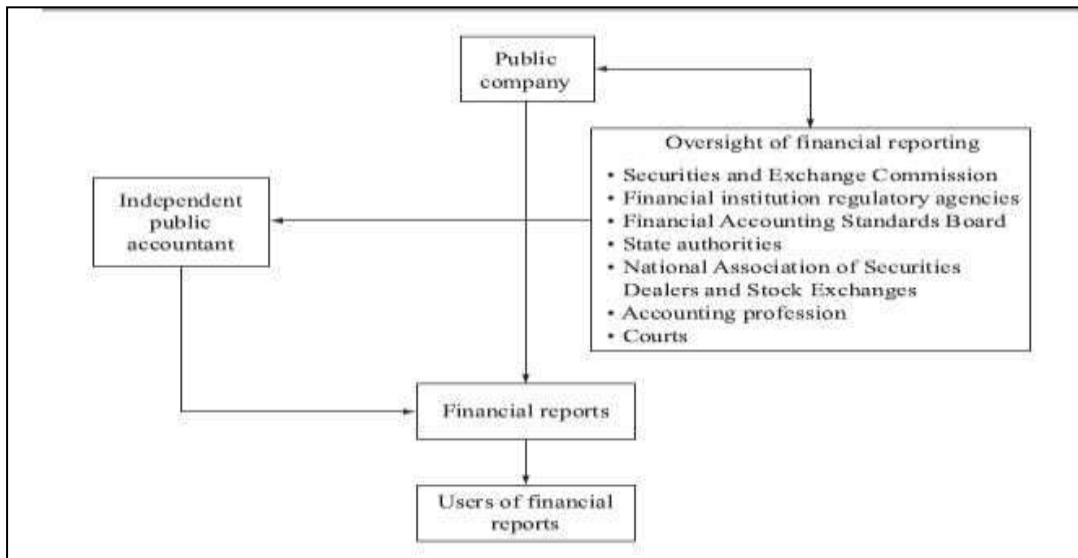 Public
company
Oversight of financial reporting
• Securities and Exchange Commission
• Financial institution regulatory agencies
• Financial Accounting Standards Board
• State authorities
• National Association of Securities
Dealers and Stock Exchanges
• Accounting profession
• Courts
Independent
public
accountant
Financial reports
Users of financial
reports